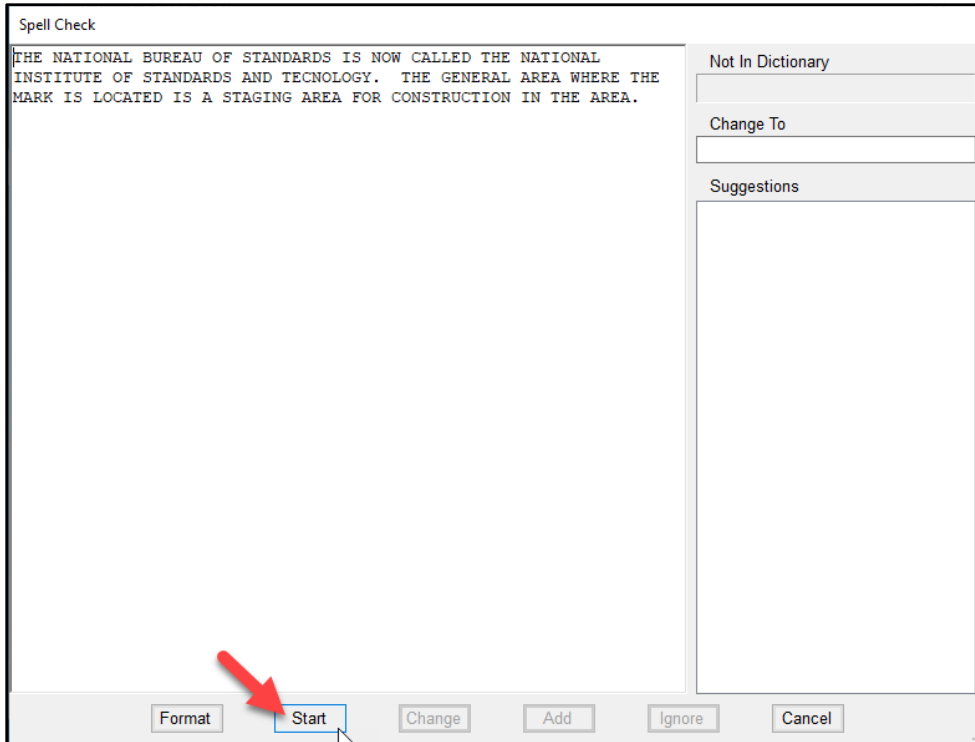 Spell Check
THE NATIONAL BUREAU OF STANDARDS IS NOW CALLED THE NATIONAL
INSTITUTE OF STANDARDS AND TECNOLOGY.  THE GENERAL AREA WHERE THE
MARK IS LOCATED IS A STAGING AREA FOR CONSTRUCTION IN THE AREA.
Not In Dictionary
Change To
Suggestions
Format Start Change Add Ignore Cancel